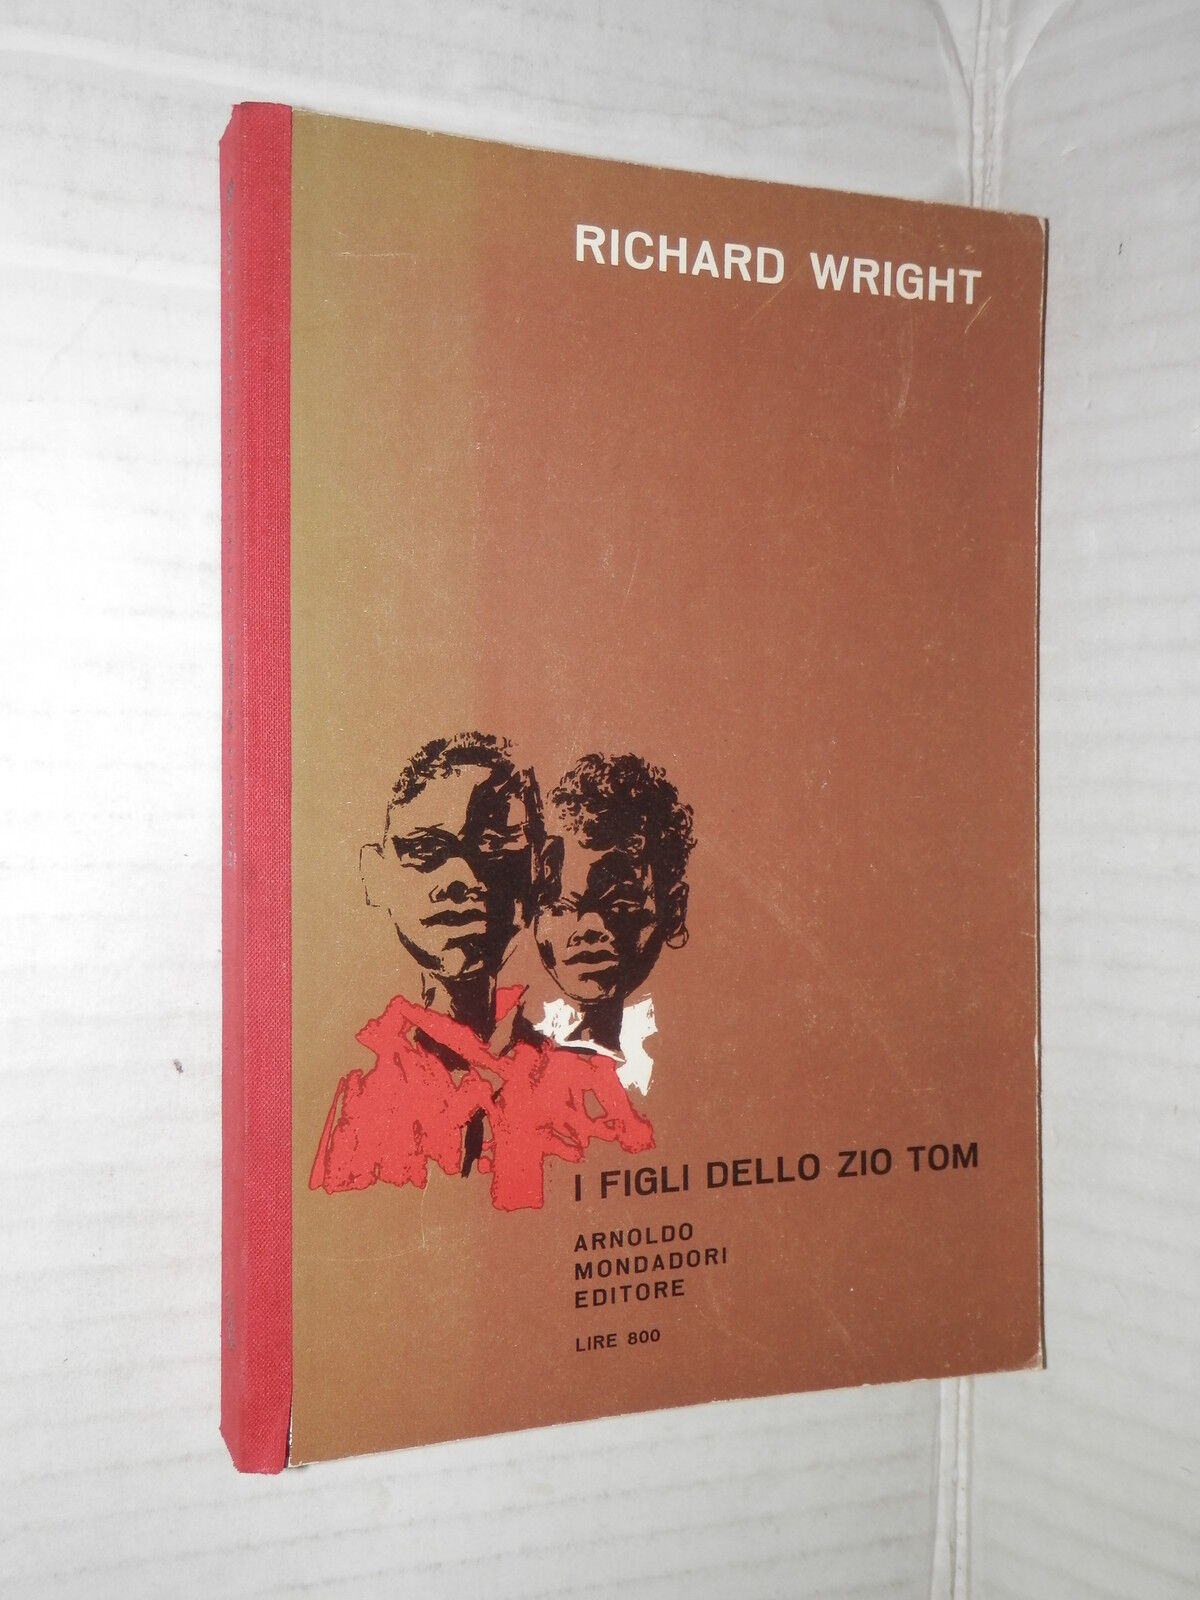 RICHARD WRIGHT
I FIGLI DELLO ZIO TOM
ARNOLDO
MONDADORI
EDITORE
LIRE 800